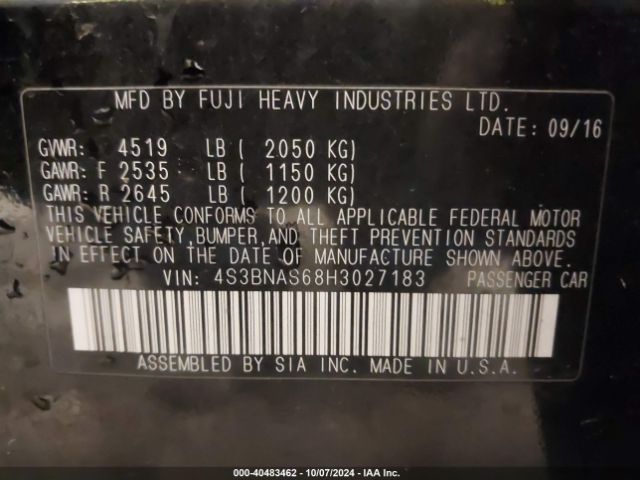 MFD BY FUJI HEAVY INDUSTRIES LTD.
DATE: 09/16
GVWR: 4519 LB ( 2050 KG)
GAWR: F 2535 LB ( 1150 KG)
GAWR: R 2645 LB ( 1200 KG)
THIS VEHICLE CONFORMS TO ALL APPLICABLE FEDERAL MOTOR
VEHICLE SAFETY,BUMPER,AND THEFT PREVENTION STANDARDS
IN EFFECT ON THE DATE OF MANUFACTURE SHOWN ABOVE.
VIN: 4S3BNAS68H3027183 PASSENGER CAR
ASSEMBLED BY SIA INC. MADE IN U.S.A.
000-40483462 - 10/07/2024 - IAA Inc.